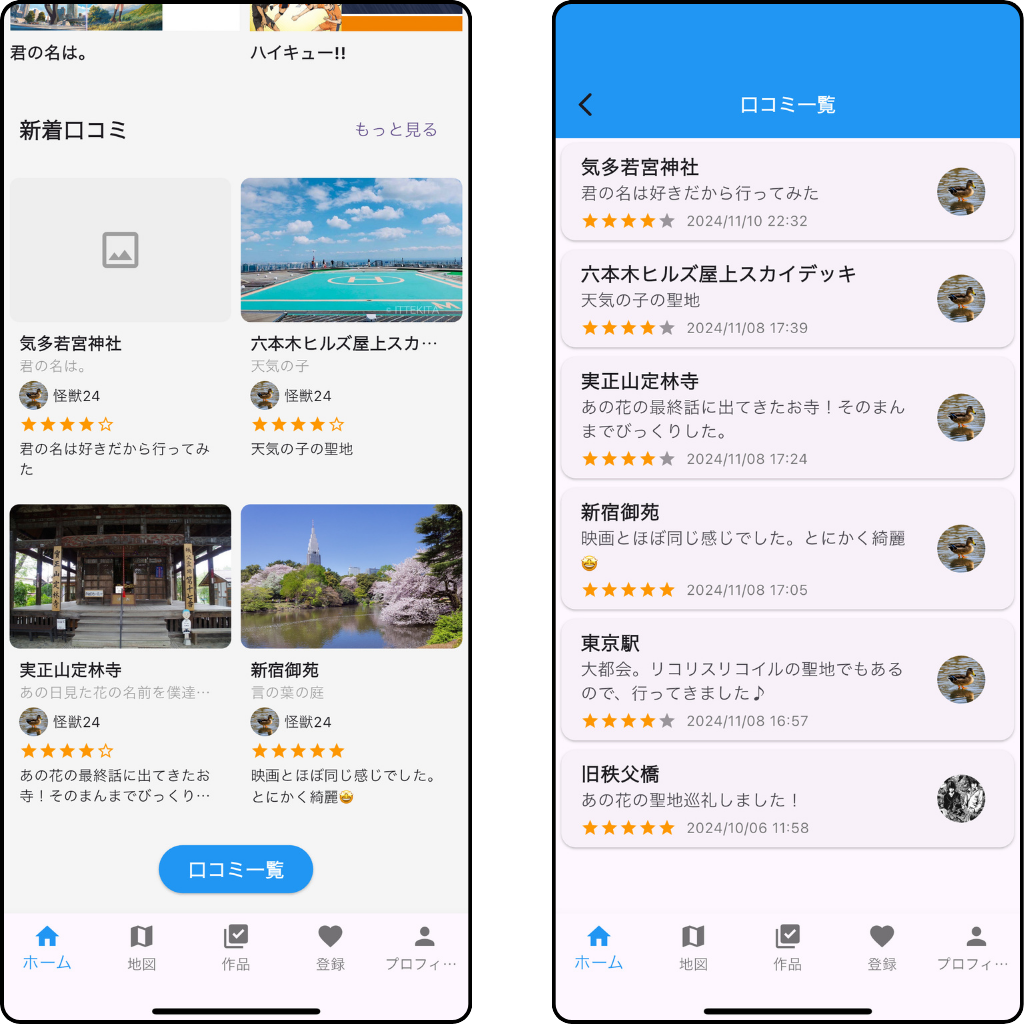 君の名は。
ハイキュー!!
新着口コミ
もっと見る
© ITTEKITA
気多若宮神社
君の名は。
怪獣24
君の名は好きだから行ってみ
た
六本木ヒルズ屋上スカ…
天気の子
怪獣24
天気の子の聖地
実正山定林寺
あの日見た花の名前を僕達…
怪獣24
あの花の最終話に出てきたお
寺！そのまんまでびっくり…
新宿御苑
言の葉の庭
怪獣24
映画とほぼ同じ感じでした。
とにかく綺麗🤩
口コミ一覧
ホーム
地図
作品
登録
プロフィ…
口コミ一覧
気多若宮神社
君の名は好きだから行ってみた
2024/11/10 22:32
六本木ヒルズ屋上スカイデッキ
天気の子の聖地
2024/11/08 17:39
実正山定林寺
あの花の最終話に出てきたお寺！そのまん
までびっくりした。
2024/11/08 17:24
新宿御苑
映画とほぼ同じ感じでした。とにかく綺麗
🤩
2024/11/08 17:05
東京駅
大都会。リコリスリコイルの聖地でもある
ので、行ってきました♪
2024/11/08 16:57
旧秩父橋
あの花の聖地巡礼しました！
2024/10/06 11:58
ホーム
地図
作品
登録
プロフィ…